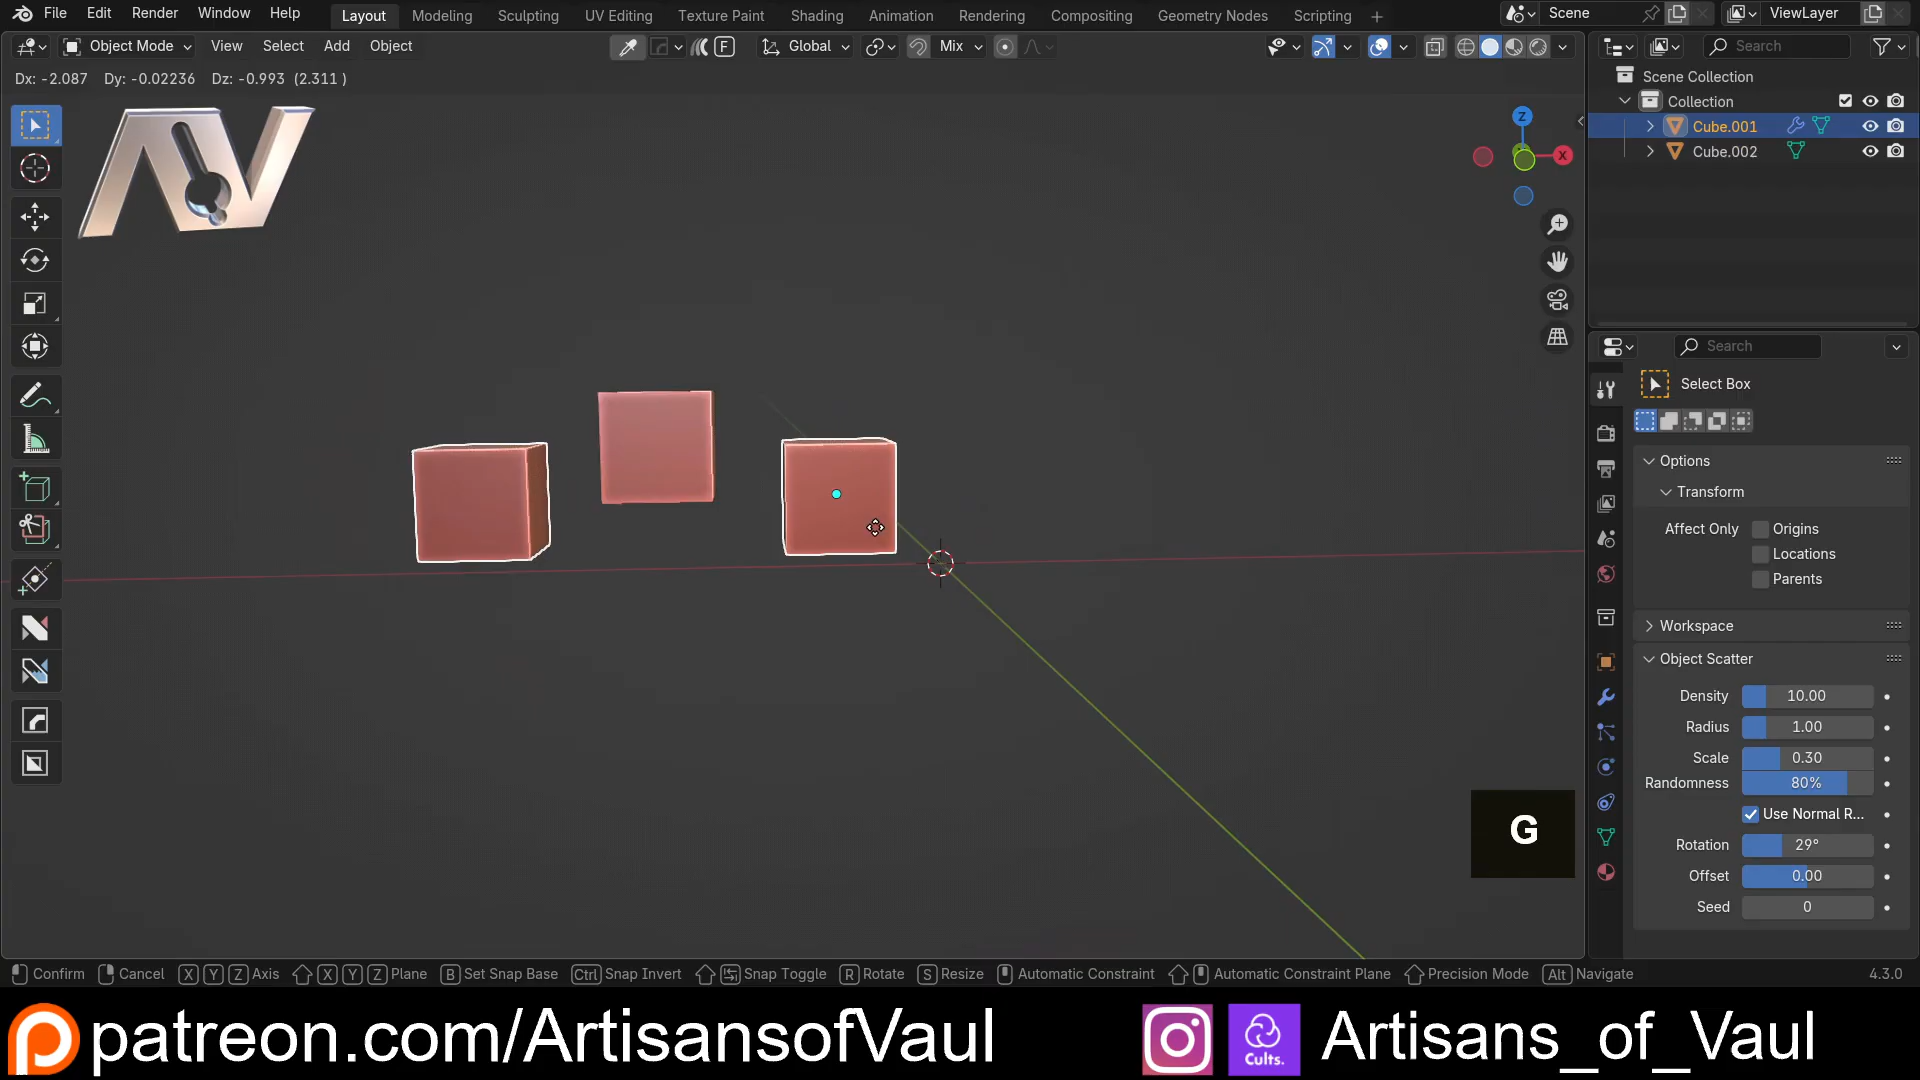 File Edit Render Window Help Layout Modeling Sculpting UV Editing Texture Paint Shading Animation Rendering Compositing Geometry Nodes Scripting + Scene ViewLayer
Object Mode View Select Add Object F Global Mix Search
Dx: -2.087 Dy: -0.02236 Dz: -0.993 (2.311 )
Scene Collection
Collection
Cube.001
Cube.002
Z
X
AV
Search
Select Box
Options
Transform
Affect Only Origins
Locations
Parents
Workspace
Object Scatter
Density 10.00
Radius 1.00
Scale 0.30
Randomness 80%
Use Normal R...
Rotation 29°
Offset 0.00
Seed 0
G
Confirm Cancel X Y Z Axis X Y Z Plane B Set Snap Base Ctrl Snap Invert Snap Toggle R Rotate S Resize Automatic Constraint Automatic Constraint Plane Precision Mode Alt Navigate 4.3.0
patreon.com/ArtisansofVaul Cults. Artisans_of_Vaul